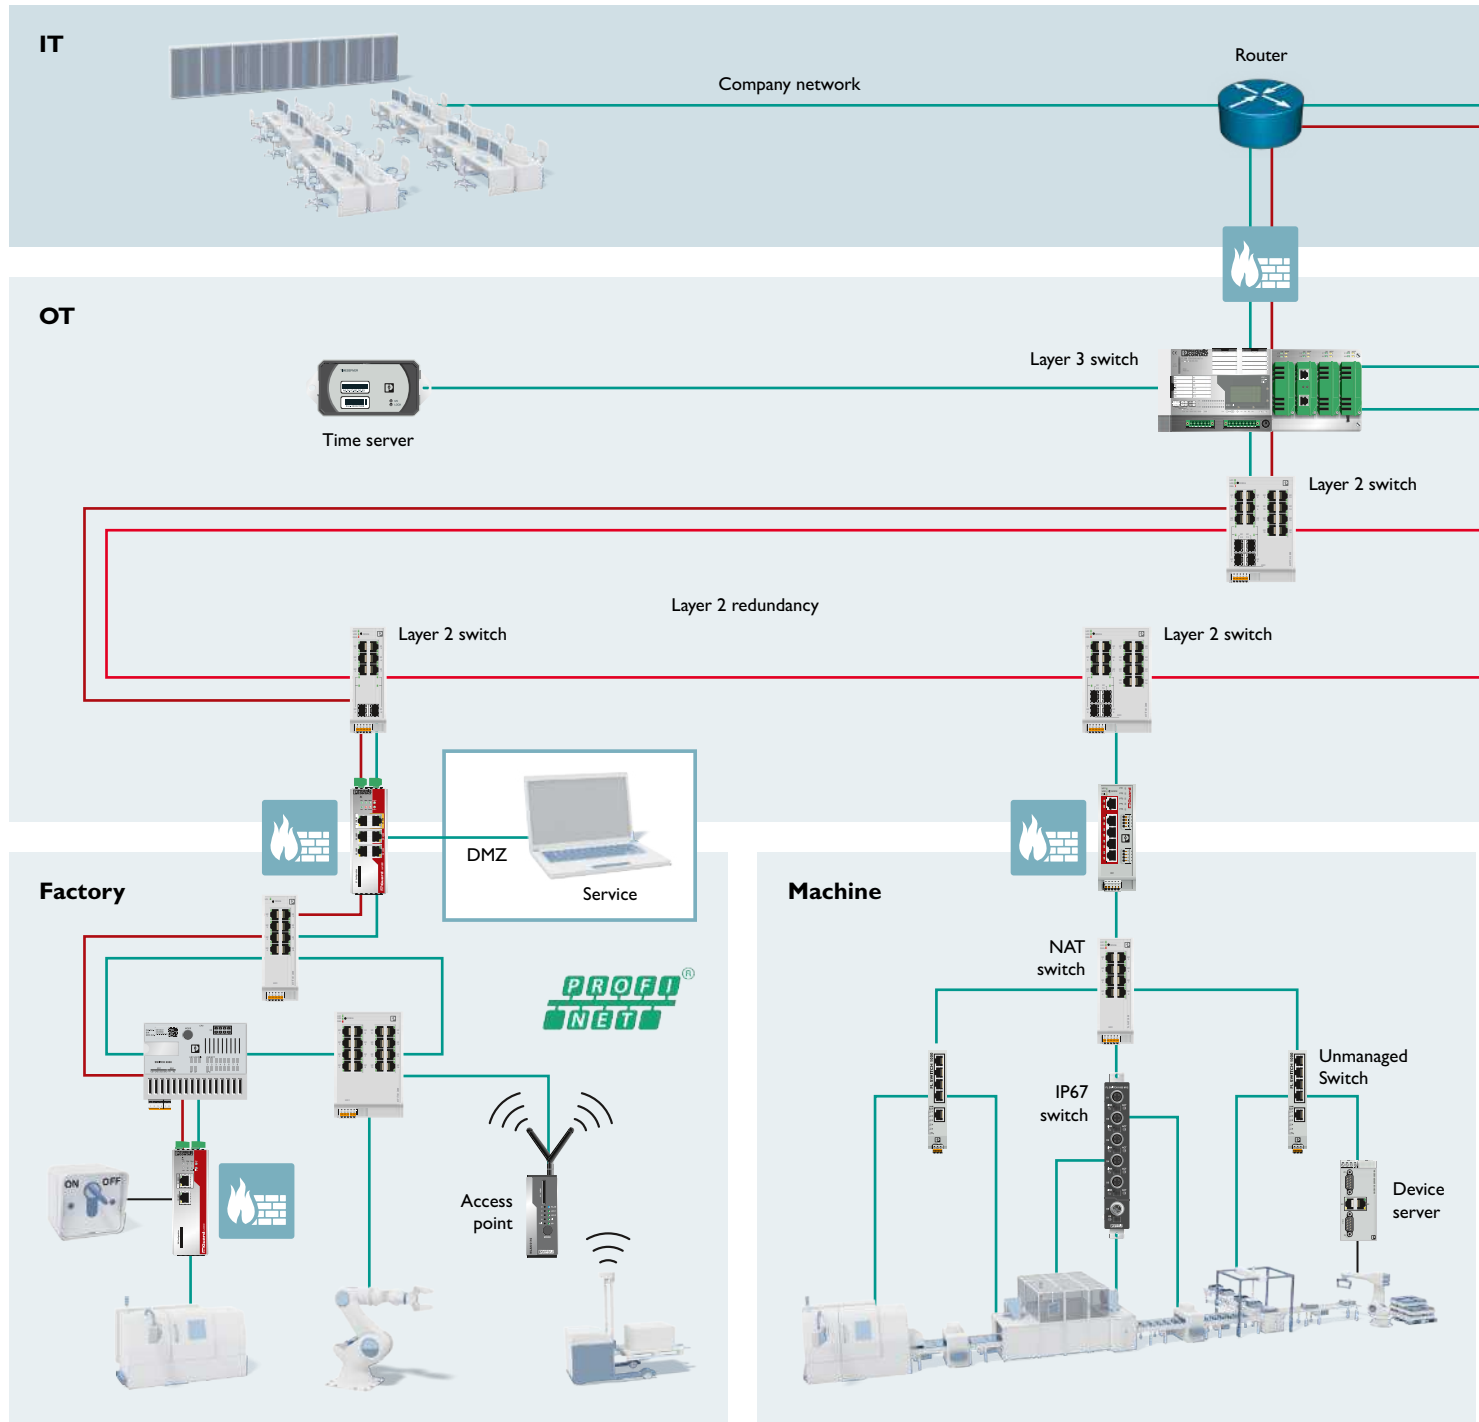 IT
Router
Company network
OT
Layer 3 switch
Time server
Layer 2 switch
Layer 2 redundancy
Layer 2 switch
Layer 2 switch
DMZ
Service
Factory
Machine
NAT
switch
PROFI®
NET
Unmanaged
Switch
IP67
switch
ON
OFF
Access
point
Device
server